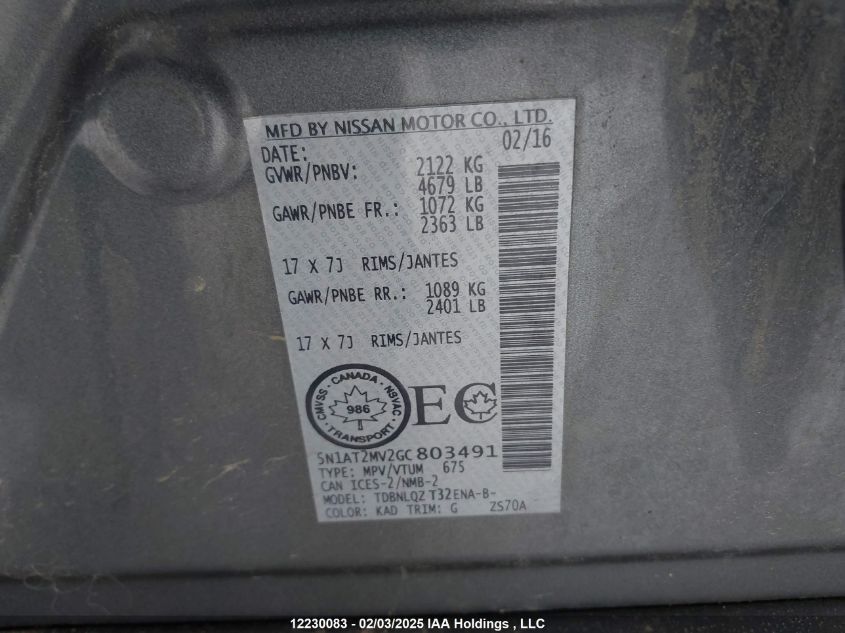 MFD BY NISSAN MOTOR CO., LTD.
DATE: 02/16
GVWR/PNBV: 2122 KG
4679 LB
GAWR/PNBE FR.: 1072 KG
2363 LB
17 X 7J RIMS/JANTES
GAWR/PNBE RR.: 1089 KG
2401 LB
17 X 7J RIMS/JANTES
CMVSS - CANADA - NSVAC
986
TRANSPORT
EC
5N1AT2MV2GC803491
TYPE: MPV/VTUM 675
CAN ICES-2/NMB-2
MODEL: TDBNLQZ T32ENA-B-
COLOR: KAD TRIM: G ZS70A
12230083 - 02/03/2025 IAA Holdings , LLC